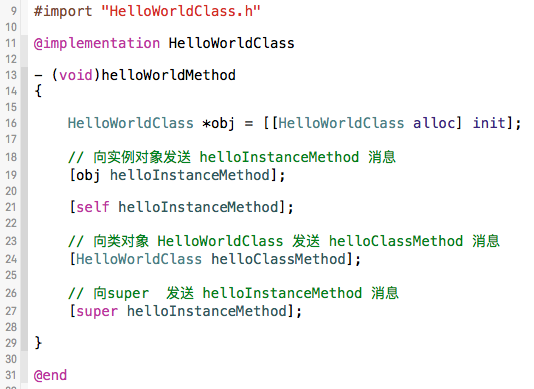 9 #import "HelloWorldClass.h"
10
11 @implementation HelloWorldClass
12
13 - (void)helloWorldMethod
14 {
15
16     HelloWorldClass *obj = [[HelloWorldClass alloc] init];
17
18     // 向实例对象发送 helloInstanceMethod 消息
19     [obj helloInstanceMethod];
20
21     [self helloInstanceMethod];
22
23     // 向类对象 HelloWorldClass 发送 helloClassMethod 消息
24     [HelloWorldClass helloClassMethod];
25
26     // 向super  发送 helloInstanceMethod 消息
27     [super helloInstanceMethod];
28
29 }
30
31 @end